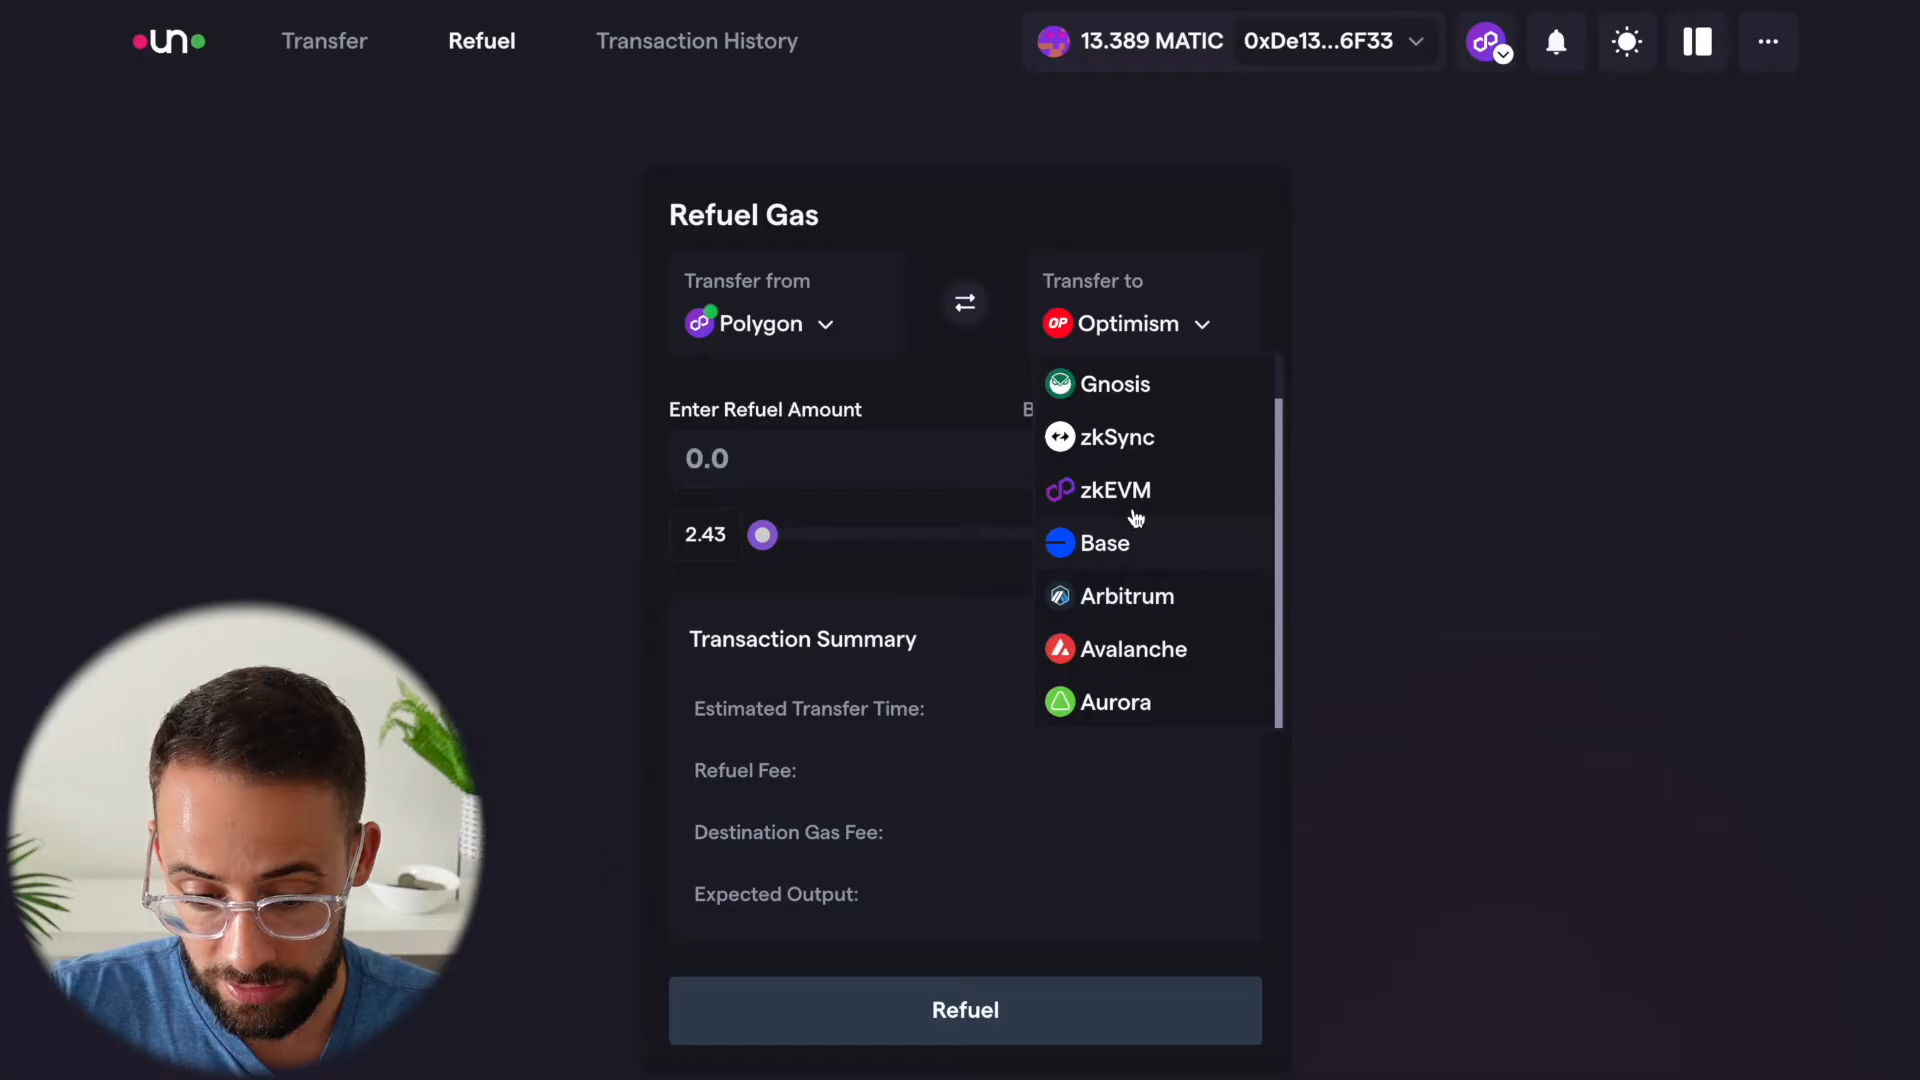 un
Transfer
Refuel
Transaction History
13.389 MATIC
0xDe13...6F33
Refuel Gas
Transfer from
Polygon
Transfer to
OP Optimism
Enter Refuel Amount
B
0.0
2.43
Gnosis
zkSync
zkEVM
Base
Arbitrum
Avalanche
Aurora
Transaction Summary
Estimated Transfer Time:
Refuel Fee:
Destination Gas Fee:
Expected Output:
Refuel